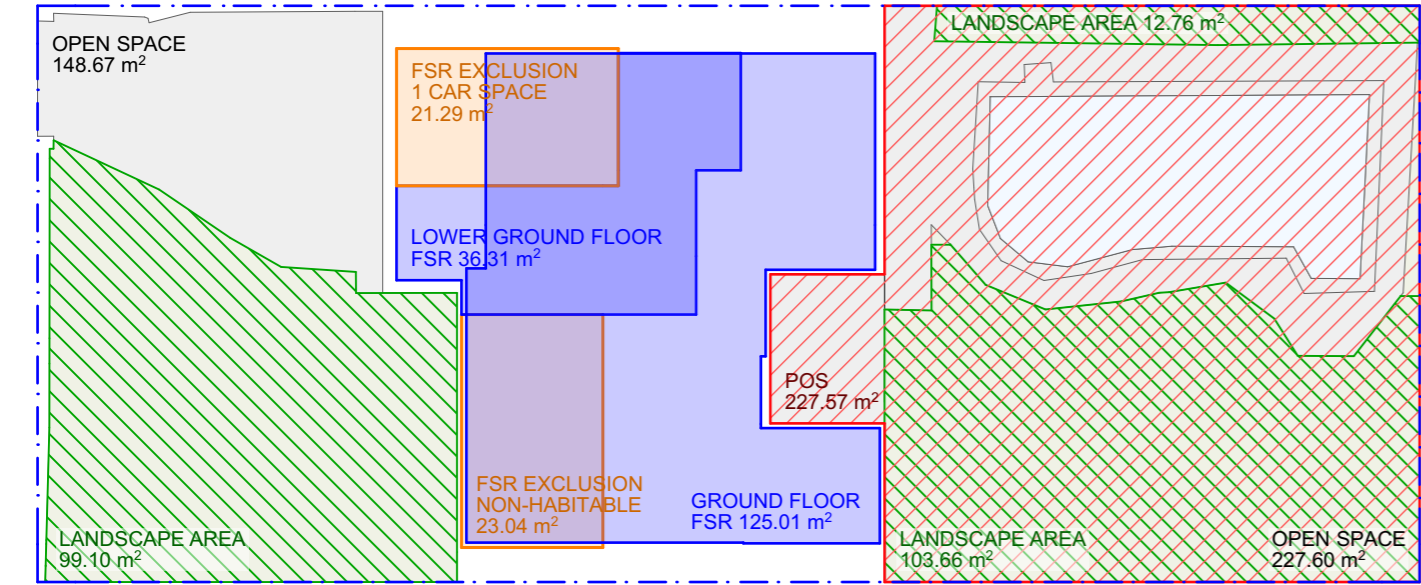 LANDSCAPE AREA 12.76 m²
OPEN SPACE
148.67 m²
FSR EXCLUSION
1 CAR SPACE
21.29 m²
LOWER GROUND FLOOR
FSR 36.31 m²
POS
227.57 m²
FSR EXCLUSION
NON-HABITABLE
23.04 m²
GROUND FLOOR
FSR 125.01 m²
LANDSCAPE AREA
99.10 m²
LANDSCAPE AREA
103.66 m²
OPEN SPACE
227.60 m²